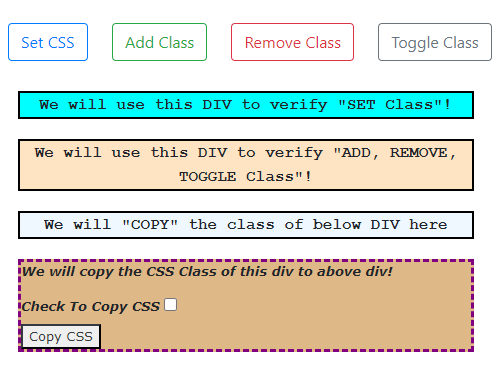 Set CSS Add Class Remove Class Toggle Class
We will use this DIV to verify "SET Class"!
We will use this DIV to verify "ADD, REMOVE,
TOGGLE Class"!
We will "COPY" the class of below DIV here
We will copy the CSS Class of this div to above div!
Check To Copy CSS
Copy CSS